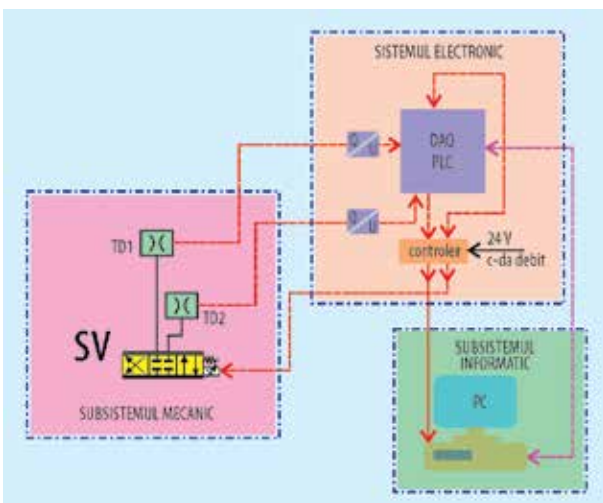 SISTEMUL ELECTRONIC
DAQ
PLC
Q
U
Q
U
controler
24 V
c-da debit
TD1
TD2
SV
SUBSISTEMUL MECANIC
SUBSISTEMUL
INFORMATIC
PC